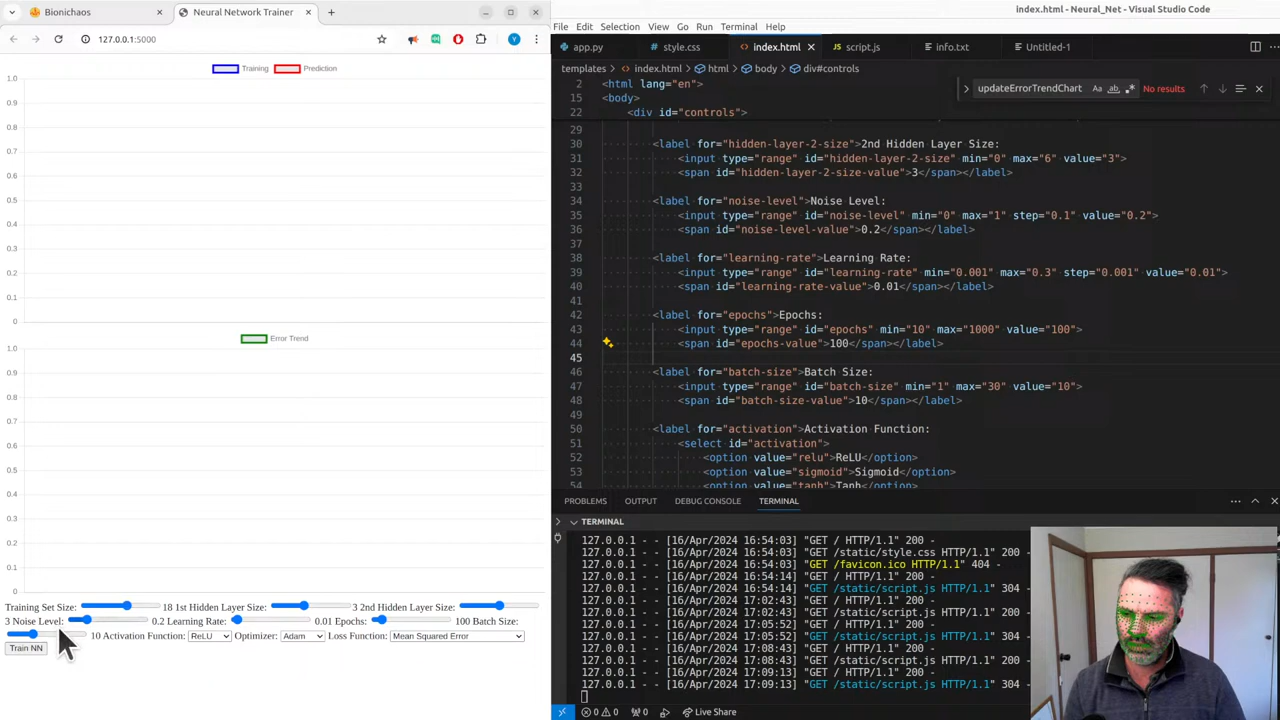 Bionichaos
Neural Network Trainer
index.html - Neural_Net - Visual Studio Code
127.0.0.1:5000
Y
File Edit Selection View Go Run Terminal Help
app.py
style.css
index.html
script.js
info.txt
Untitled-1
templates > index.html > html > body > div#controls
updateErrorTrendChart
Aa
ab
No results
2 <html lang="en">
15 <body>
22 <div id="controls">
29
30 <label for="hidden-layer-2-size">2nd Hidden Layer Size:
31 <input type="range" id="hidden-layer-2-size" min="0" max="6" value="3">
32 <span id="hidden-layer-2-size-value">3</span></label>
33
34 <label for="noise-level">Noise Level:
35 <input type="range" id="noise-level" min="0" max="1" step="0.1" value="0.2">
36 <span id="noise-level-value">0.2</span></label>
37
38 <label for="learning-rate">Learning Rate:
39 <input type="range" id="learning-rate" min="0.001" max="0.3" step="0.001" value="0.01">
40 <span id="learning-rate-value">0.01</span></label>
41
42 <label for="epochs">Epochs:
43 <input type="range" id="epochs" min="10" max="1000" value="100">
44 <span id="epochs-value">100</span></label>
45
46 <label for="batch-size">Batch Size:
47 <input type="range" id="batch-size" min="1" max="30" value="10">
48 <span id="batch-size-value">10</span></label>
49
50 <label for="activation">Activation Function:
51 <select id="activation">
52 <option value="relu">ReLU</option>
53 <option value="sigmoid">Sigmoid</option>
54 <option value="tanh">Tanh</option>
Training Prediction
1.0
0.9
0.8
0.7
0.6
0.5
0.4
0.3
0.2
0.1
0
Error Trend
1.0
0.9
0.8
0.7
0.6
0.5
0.4
0.3
0.2
0.1
0
Training Set Size: 18 1st Hidden Layer Size: 3 2nd Hidden Layer Size:
3 Noise Level: 0.2 Learning Rate: 0.01 Epochs: 100 Batch Size:
10 Activation Function: ReLU Optimizer: Adam Loss Function: Mean Squared Error
Train NN
PROBLEMS OUTPUT DEBUG CONSOLE TERMINAL
TERMINAL
127.0.0.1 - - [16/Apr/2024 16:54:03] "GET / HTTP/1.1" 200 -
127.0.0.1 - - [16/Apr/2024 16:54:03] "GET /static/style.css HTTP/1.1" 200 -
127.0.0.1 - - [16/Apr/2024 16:54:03] "GET /favicon.ico HTTP/1.1" 404 -
127.0.0.1 - - [16/Apr/2024 16:54:14] "GET / HTTP/1.1" 200 -
127.0.0.1 - - [16/Apr/2024 16:54:14] "GET /static/script.js HTTP/1.1" 304 -
127.0.0.1 - - [16/Apr/2024 17:02:43] "GET / HTTP/1.1" 200 -
127.0.0.1 - - [16/Apr/2024 17:05:52] "GET / HTTP/1.1" 200 -
127.0.0.1 - - [16/Apr/2024 17:05:52] "GET /static/script.js HTTP/1.1" 304 -
127.0.0.1 - - [16/Apr/2024 17:08:43] "GET / HTTP/1.1" 200 -
127.0.0.1 - - [16/Apr/2024 17:08:43] "GET /static/script.js HTTP/1.1" 200 -
127.0.0.1 - - [16/Apr/2024 17:09:13] "GET / HTTP/1.1" 200 -
127.0.0.1 - - [16/Apr/2024 17:09:13] "GET /static/script.js HTTP/1.1" 304 -
0 0 0 Live Share